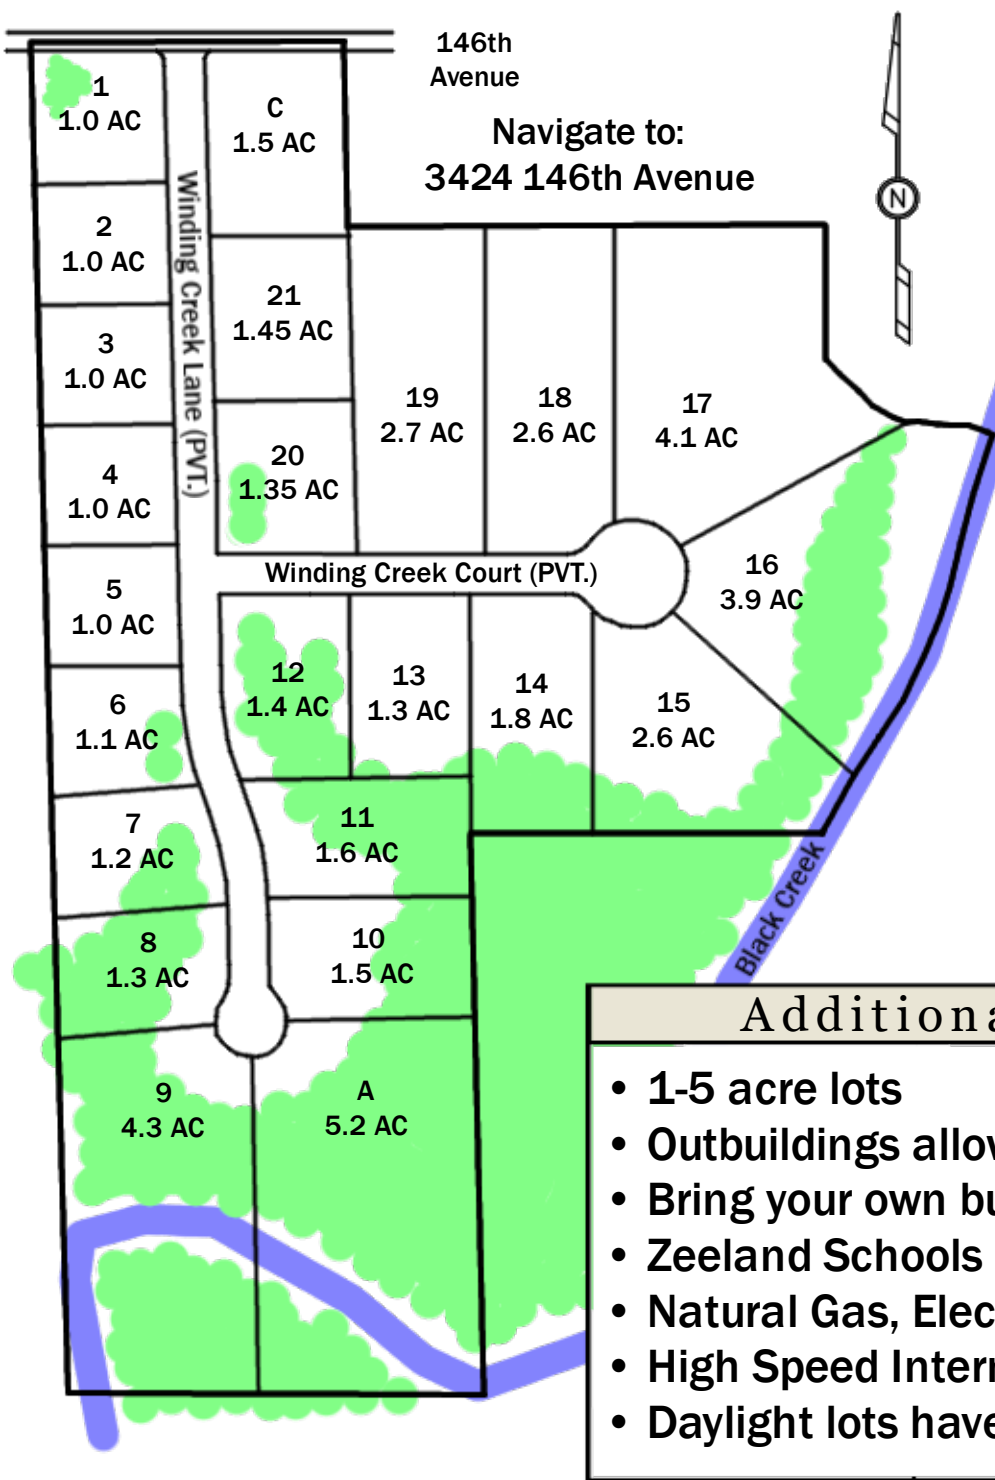 146th
Avenue
Navigate to:
3424 146th Avenue
N
1
1.0 AC
C
1.5 AC
2
1.0 AC
Winding Creek Lane (PVT.)
21
1.45 AC
3
1.0 AC
19
2.7 AC
18
2.6 AC
17
4.1 AC
4
1.0 AC
20
1.35 AC
Winding Creek Court (PVT.)
16
3.9 AC
5
1.0 AC
6
1.1 AC
12
1.4 AC
13
1.3 AC
14
1.8 AC
15
2.6 AC
7
1.2 AC
11
1.6 AC
Black Creek
8
1.3 AC
10
1.5 AC
9
4.3 AC
A
5.2 AC
Additiona
• 1-5 acre lots
• Outbuildings allow
• Bring your own bu
• Zeeland Schools
• Natural Gas, Elec
• High Speed Intern
• Daylight lots have